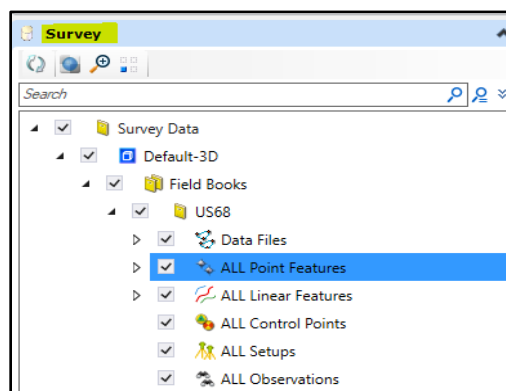 Survey
Search
Survey Data
Default-3D
Field Books
US68
Data Files
ALL Point Features
ALL Linear Features
ALL Control Points
ALL Setups
ALL Observations